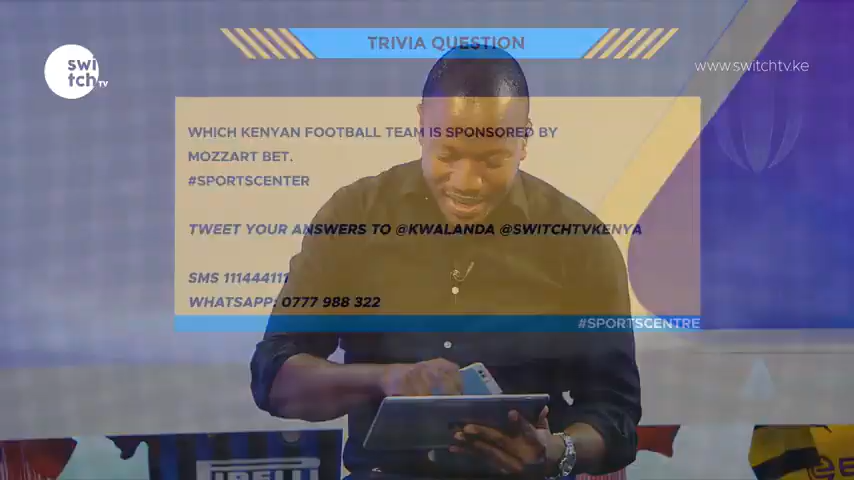 swi
tch TV
TRIVIA QUESTION
www.switchtv.ke
WHICH KENYAN FOOTBALL TEAM IS SPONSORED BY
MOZZART BET.
#SPORTSCENTER
TWEET YOUR ANSWERS TO @KWALANDA @SWITCHTVKENYA
SMS 111444111
WHATSAPP: 0777 988 322
#SPORTSCENTRE
PIRELLI